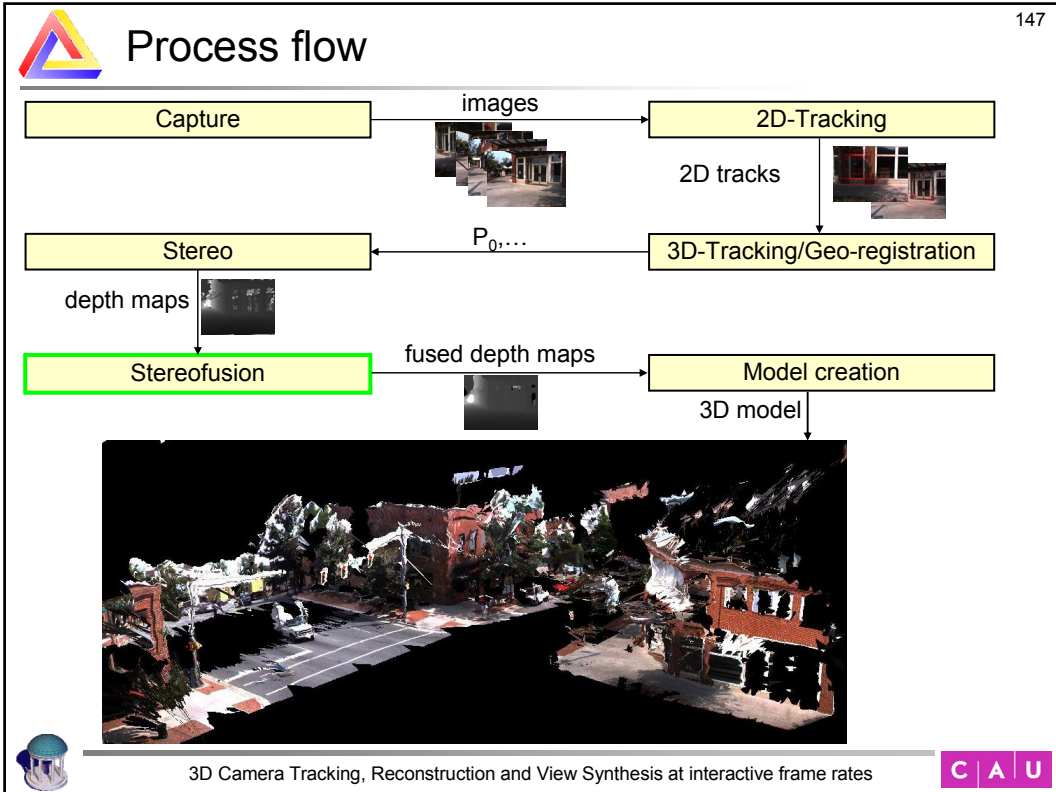 147
Process flow
Capture
images
2D-Tracking
2D tracks
Stereo
P0,…
3D-Tracking/Geo-registration
depth maps
Stereofusion
fused depth maps
Model creation
3D model
3D Camera Tracking, Reconstruction and View Synthesis at interactive frame rates
C | A | U